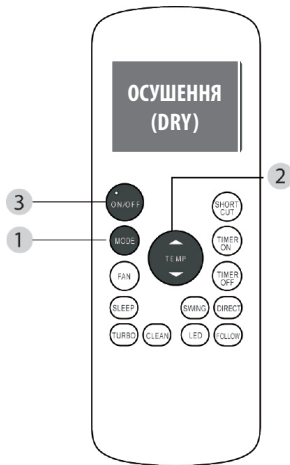 ОСУШЕННЯ
(DRY)
2
3
ON/OFF
SHORT
CUT
1
MODE
TEMP
TIMER
ON
FAN
TIMER
OFF
SLEEP
SWING
DIRECT
TURBO
CLEAN
LED
FOLLOW